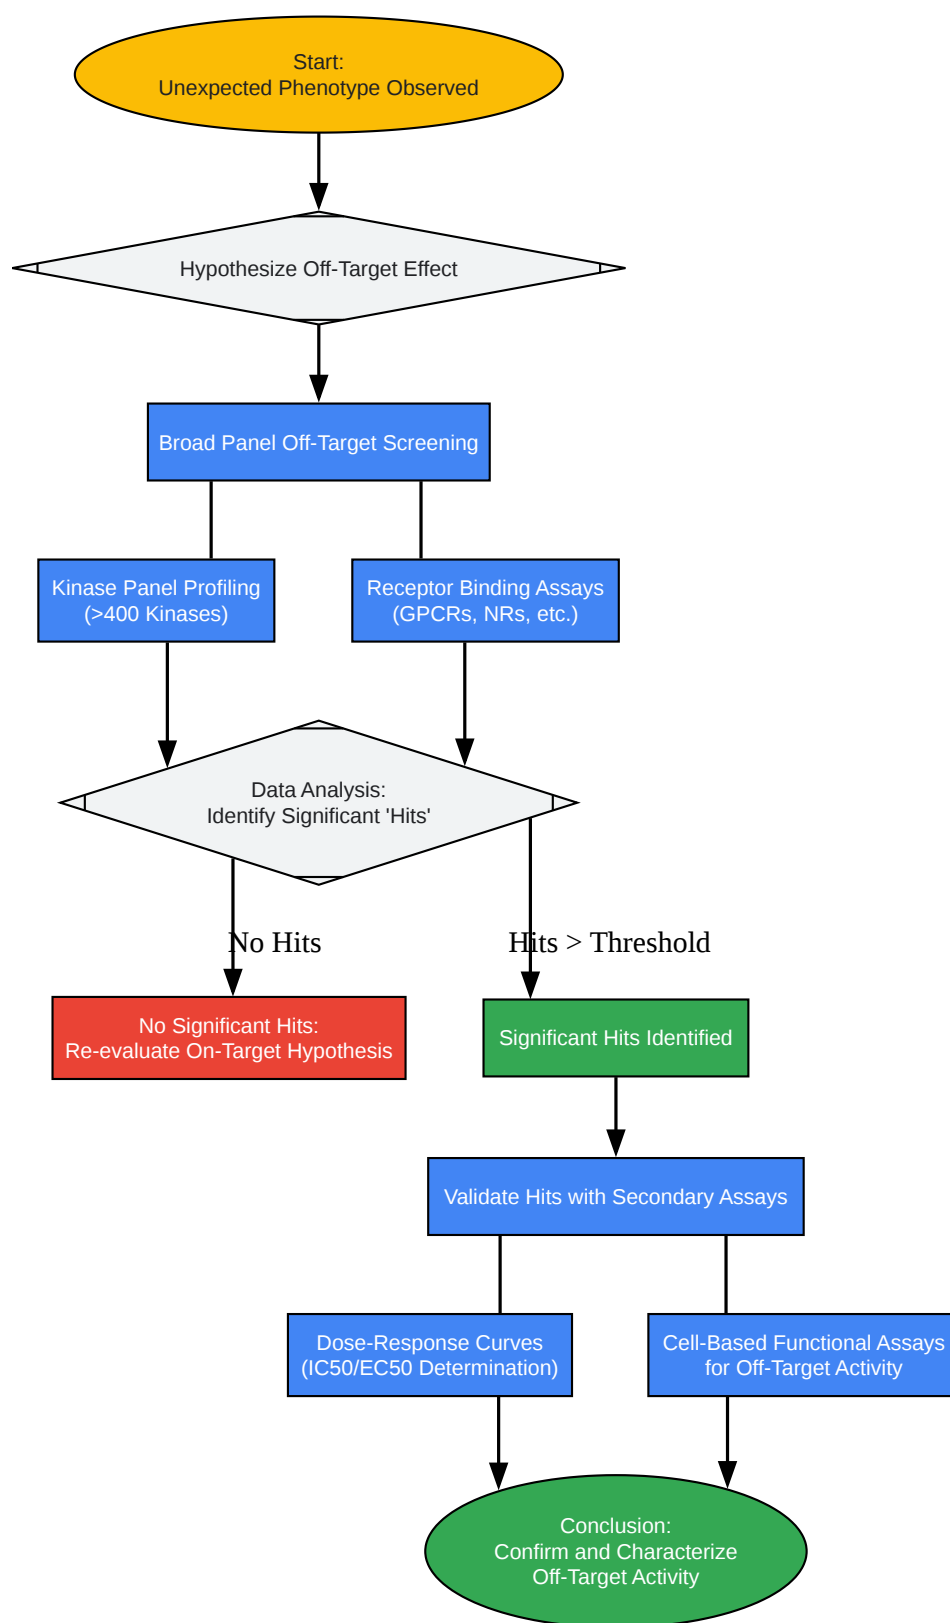 Start:
Unexpected Phenotype Observed
Hypothesize Off-Target Effect
Broad Panel Off-Target Screening
Kinase Panel Profiling
(>400 Kinases)
Receptor Binding Assays
(GPCRs, NRs, etc.)
Data Analysis:
Identify Significant 'Hits'
No Hits
Hits > Threshold
No Significant Hits:
Re-evaluate On-Target Hypothesis
Significant Hits Identified
Validate Hits with Secondary Assays
Dose-Response Curves
(IC50/EC50 Determination)
Cell-Based Functional Assays
for Off-Target Activity
Conclusion:
Confirm and Characterize
Off-Target Activity